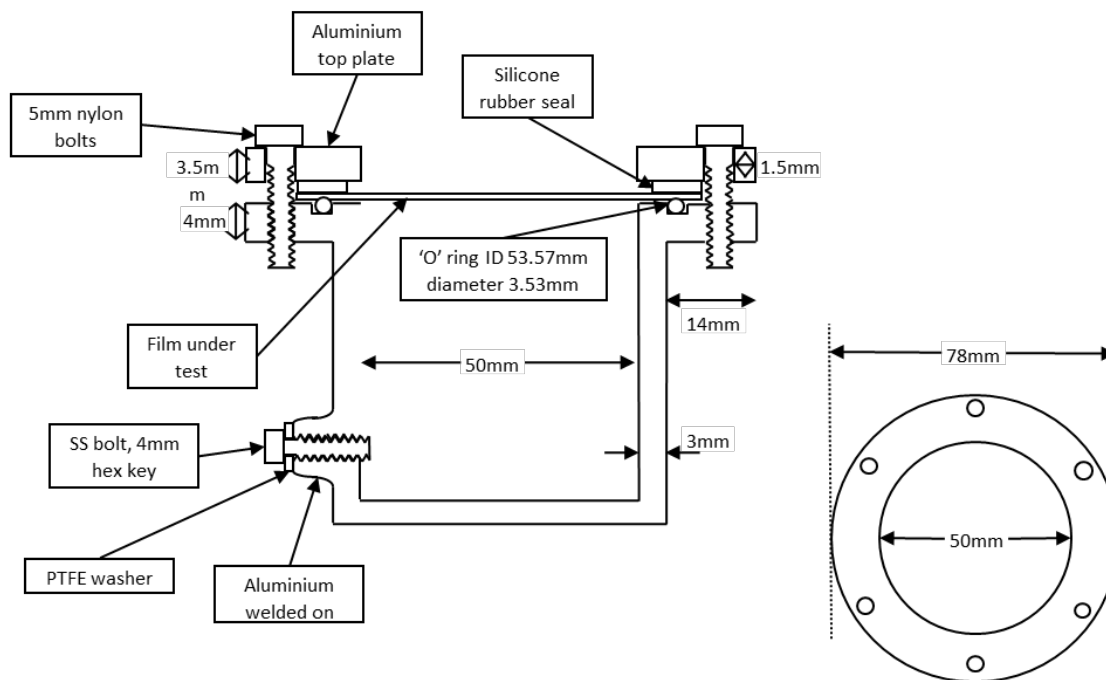 Aluminium
top plate
Silicone
rubber seal
5mm nylon
bolts
3.5m
m
1.5mm
4mm
‘O’ ring ID 53.57mm
diameter 3.53mm
14mm
Film under
test
50mm
78mm
SS bolt, 4mm
hex key
3mm
50mm
PTFE washer
Aluminium
welded on